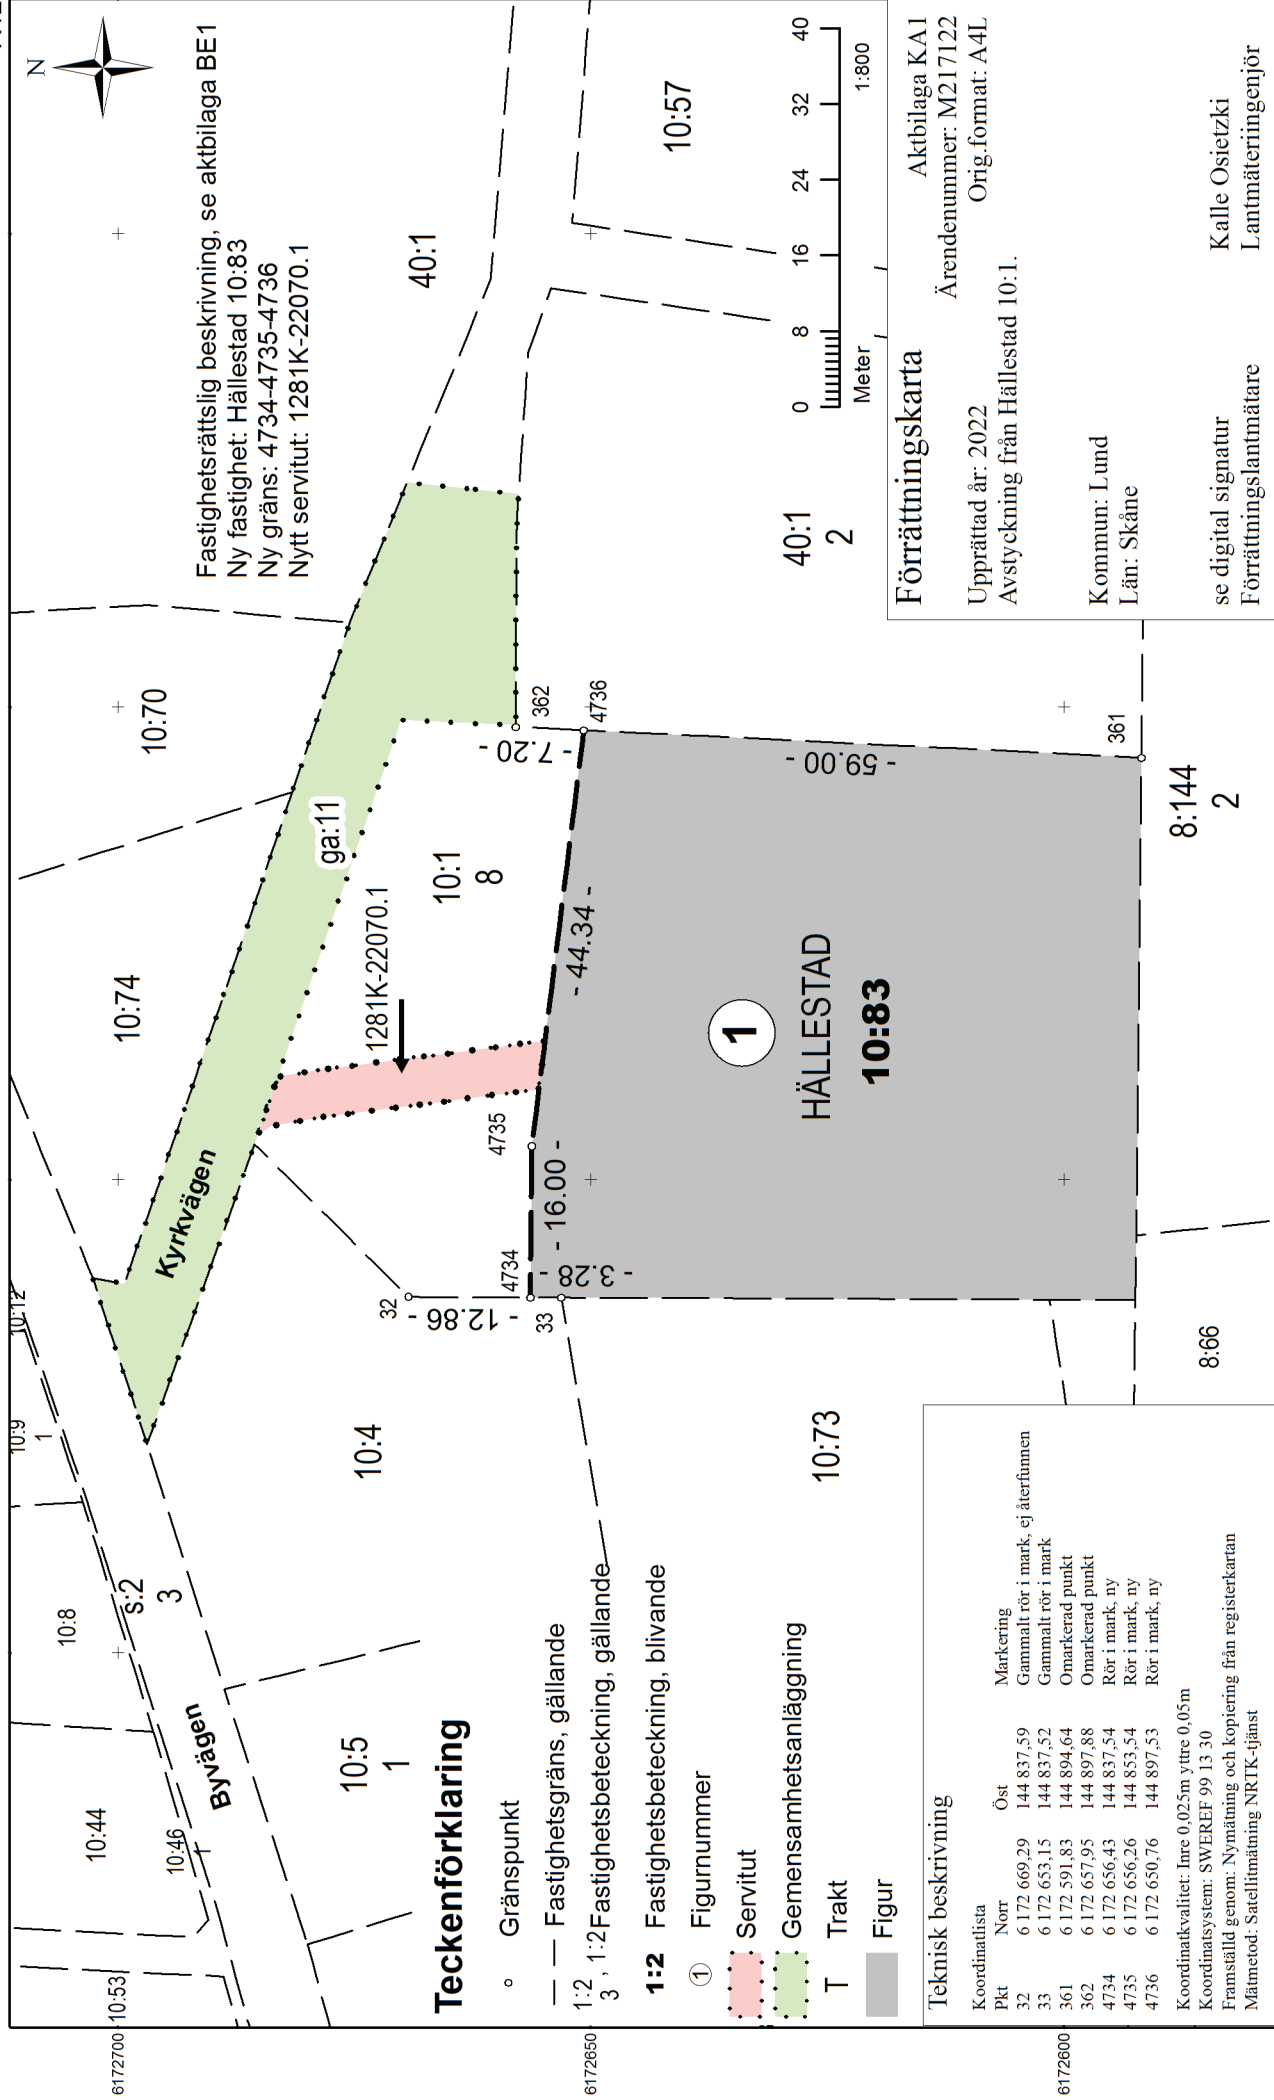 N
Fastighetsrättslig beskrivning, se aktbilaga BE1
Ny fastighet: Hällestad 10:83
Ny gräns: 4734-4735-4736
Nytt servitut: 1281K-22070.1
10:53
10:44
10:46
1
10:8
10:9
1
10:12
s:2
3
Byvägen
10:5
1
10:4
Kyrkvägen
10:74
10:70
ga:11
40:1
10:57
1281K-22070.1
10:1
8
32
- 12.86 -
4734
33
- 3.28 -
- 16.00 -
4735
- 44.34 -
- 7.20 -
362
4736
- 59.00 -
361
1
HÄLLESTAD
10:83
10:73
8:66
8:144
2
40:1
2
6172700
6172650
6172600
0 8 16 24 32 40
Meter
1:800
Teckenförklaring
Gränspunkt
Fastighetsgräns, gällande
1:2
3 , 1:2 Fastighetsbeteckning, gällande
1:2 Fastighetsbeteckning, blivande
1 Figurnummer
Servitut
Gemensamhetsanläggning
T Trakt
Figur
Teknisk beskrivning
Koordinatlista
Pkt Norr Öst Markering
32 6 172 669,29 144 837,59 Gammalt rör i mark, ej återfunnen
33 6 172 653,15 144 837,52 Gammalt rör i mark
361 6 172 591,83 144 894,64 Omarkerad punkt
362 6 172 657,95 144 897,88 Omarkerad punkt
4734 6 172 656,43 144 837,54 Rör i mark, ny
4735 6 172 656,26 144 853,54 Rör i mark, ny
4736 6 172 650,76 144 897,53 Rör i mark, ny
Koordinatkvalitet: Inre 0,025m yttre 0,05m
Koordinatsystem: SWEREF 99 13 30
Framställd genom: Nymätning och kopiering från registerkartan
Mätmetod: Satellitmätning NRTK-tjänst
Förrättningskarta
Aktbilaga KA1
Ärendenummer: M217122
Orig.format: A4L
Upprättad år: 2022
Avstyckning från Hällestad 10:1.
Kommun: Lund
Län: Skåne
se digital signatur Kalle Osietzki
Förrättningslantmätare Lantmäteriingenjör